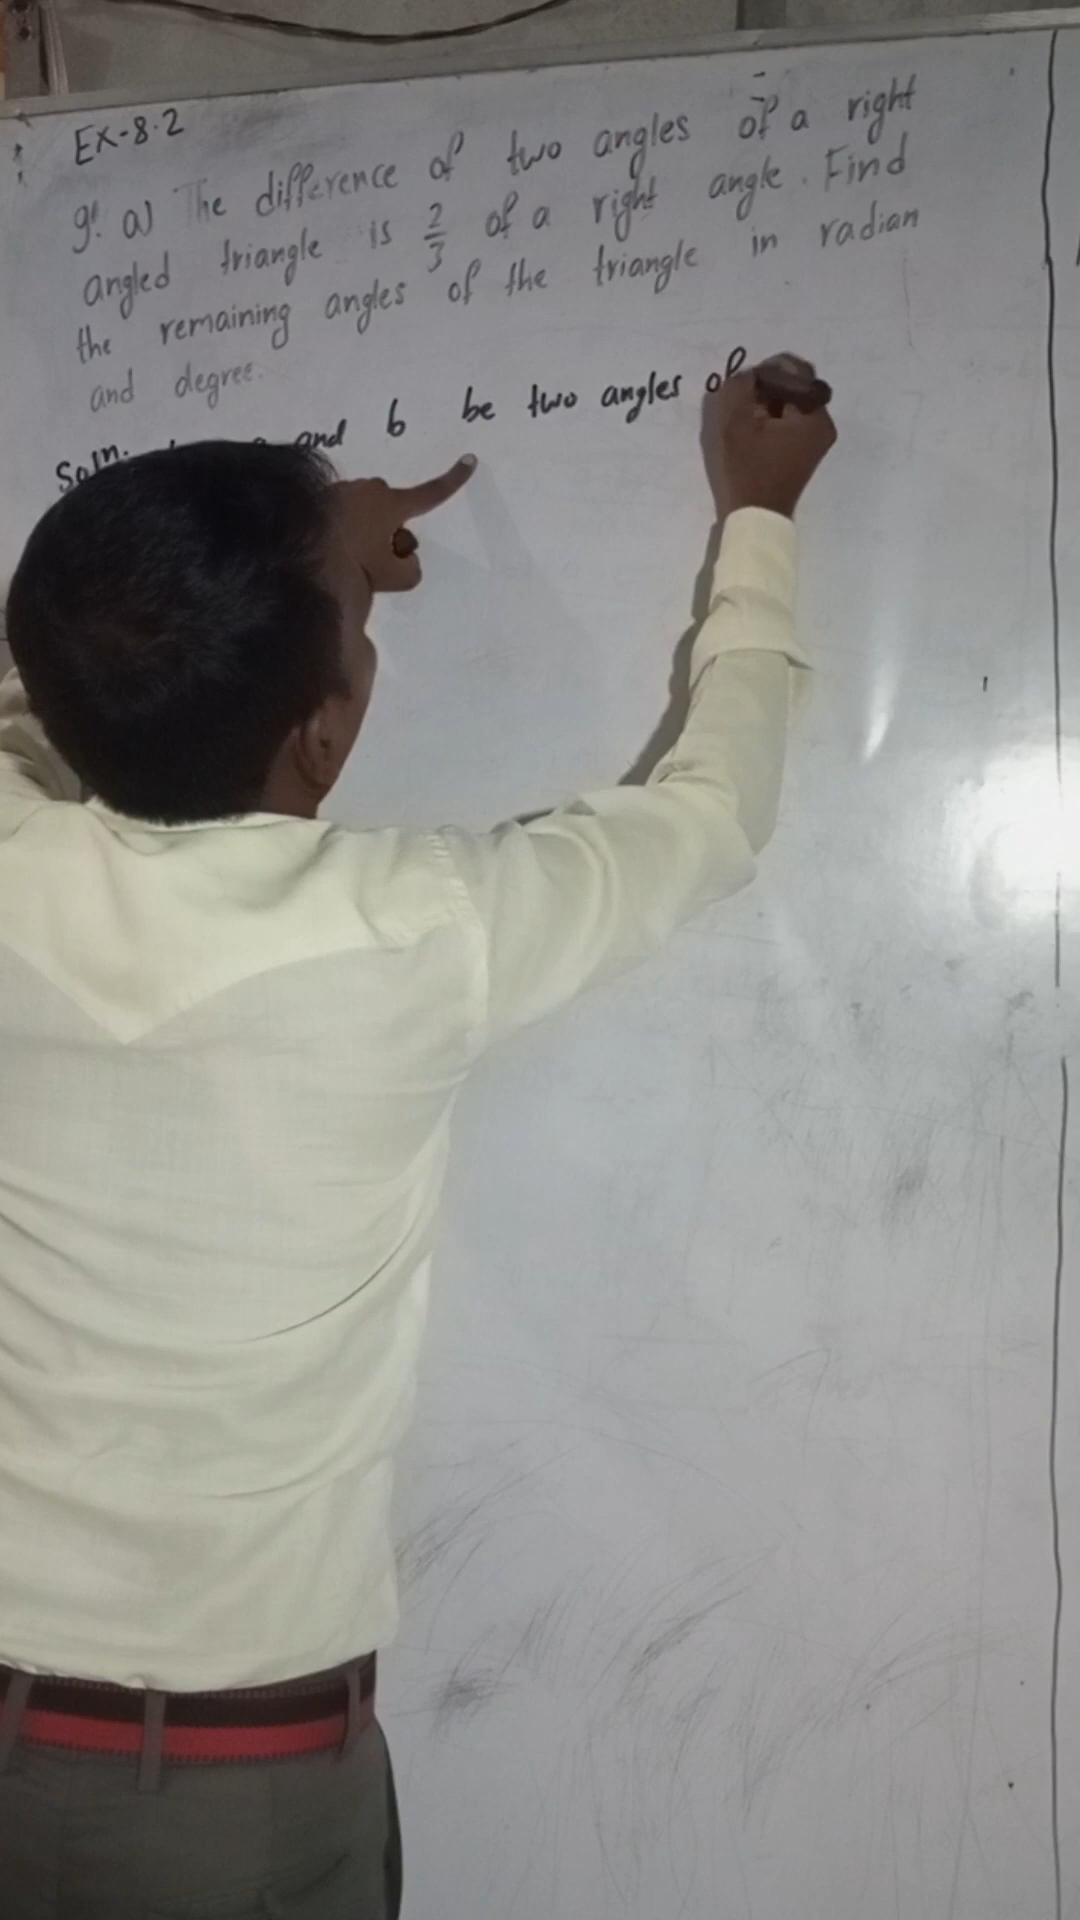 Ex-8.2
9. a) The difference of two angles of a right
angled triangle is 2/3 of a right angle. Find
the remaining angles of the triangle in radian
and degree.
Soln. and b be two angles of